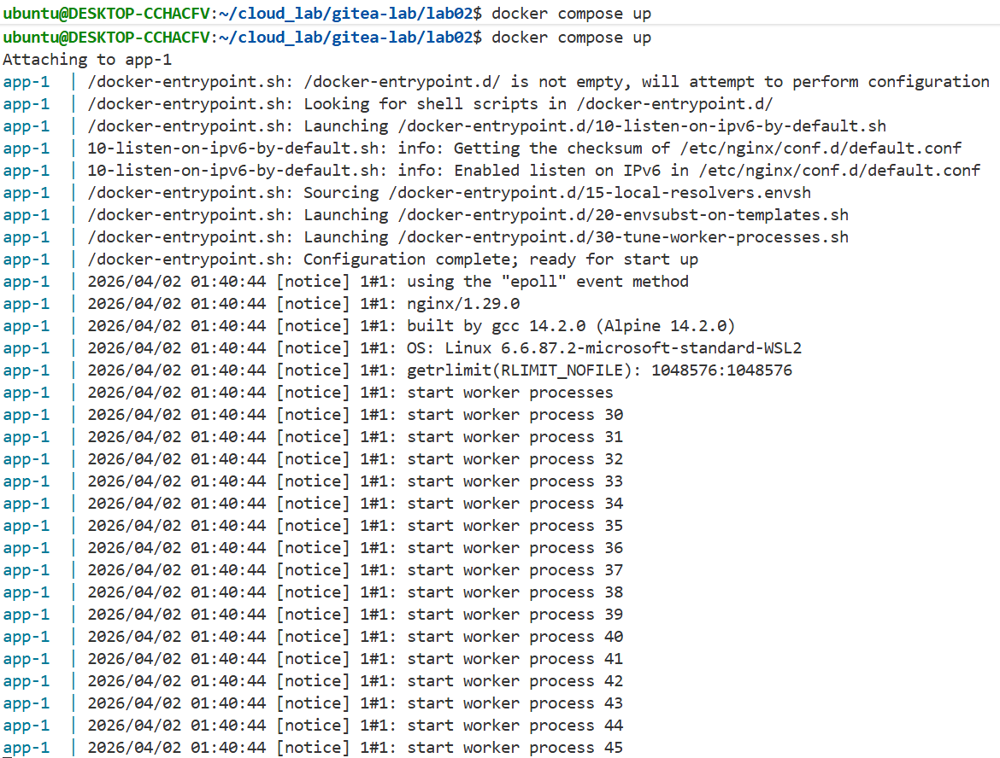 ubuntu@DESKTOP-CCHACFV:~/cloud_lab/gitea-lab/lab02$ docker compose up
ubuntu@DESKTOP-CCHACFV:~/cloud_lab/gitea-lab/lab02$ docker compose up
Attaching to app-1
app-1  | /docker-entrypoint.sh: /docker-entrypoint.d/ is not empty, will attempt to perform configuration
app-1  | /docker-entrypoint.sh: Looking for shell scripts in /docker-entrypoint.d/
app-1  | /docker-entrypoint.sh: Launching /docker-entrypoint.d/10-listen-on-ipv6-by-default.sh
app-1  | 10-listen-on-ipv6-by-default.sh: info: Getting the checksum of /etc/nginx/conf.d/default.conf
app-1  | 10-listen-on-ipv6-by-default.sh: info: Enabled listen on IPv6 in /etc/nginx/conf.d/default.conf
app-1  | /docker-entrypoint.sh: Sourcing /docker-entrypoint.d/15-local-resolvers.envsh
app-1  | /docker-entrypoint.sh: Launching /docker-entrypoint.d/20-envsubst-on-templates.sh
app-1  | /docker-entrypoint.sh: Launching /docker-entrypoint.d/30-tune-worker-processes.sh
app-1  | /docker-entrypoint.sh: Configuration complete; ready for start up
app-1  | 2026/04/02 01:40:44 [notice] 1#1: using the "epoll" event method
app-1  | 2026/04/02 01:40:44 [notice] 1#1: nginx/1.29.0
app-1  | 2026/04/02 01:40:44 [notice] 1#1: built by gcc 14.2.0 (Alpine 14.2.0)
app-1  | 2026/04/02 01:40:44 [notice] 1#1: OS: Linux 6.6.87.2-microsoft-standard-WSL2
app-1  | 2026/04/02 01:40:44 [notice] 1#1: getrlimit(RLIMIT_NOFILE): 1048576:1048576
app-1  | 2026/04/02 01:40:44 [notice] 1#1: start worker processes
app-1  | 2026/04/02 01:40:44 [notice] 1#1: start worker process 30
app-1  | 2026/04/02 01:40:44 [notice] 1#1: start worker process 31
app-1  | 2026/04/02 01:40:44 [notice] 1#1: start worker process 32
app-1  | 2026/04/02 01:40:44 [notice] 1#1: start worker process 33
app-1  | 2026/04/02 01:40:44 [notice] 1#1: start worker process 34
app-1  | 2026/04/02 01:40:44 [notice] 1#1: start worker process 35
app-1  | 2026/04/02 01:40:44 [notice] 1#1: start worker process 36
app-1  | 2026/04/02 01:40:44 [notice] 1#1: start worker process 37
app-1  | 2026/04/02 01:40:44 [notice] 1#1: start worker process 38
app-1  | 2026/04/02 01:40:44 [notice] 1#1: start worker process 39
app-1  | 2026/04/02 01:40:44 [notice] 1#1: start worker process 40
app-1  | 2026/04/02 01:40:44 [notice] 1#1: start worker process 41
app-1  | 2026/04/02 01:40:44 [notice] 1#1: start worker process 42
app-1  | 2026/04/02 01:40:44 [notice] 1#1: start worker process 43
app-1  | 2026/04/02 01:40:44 [notice] 1#1: start worker process 44
app-1  | 2026/04/02 01:40:44 [notice] 1#1: start worker process 45